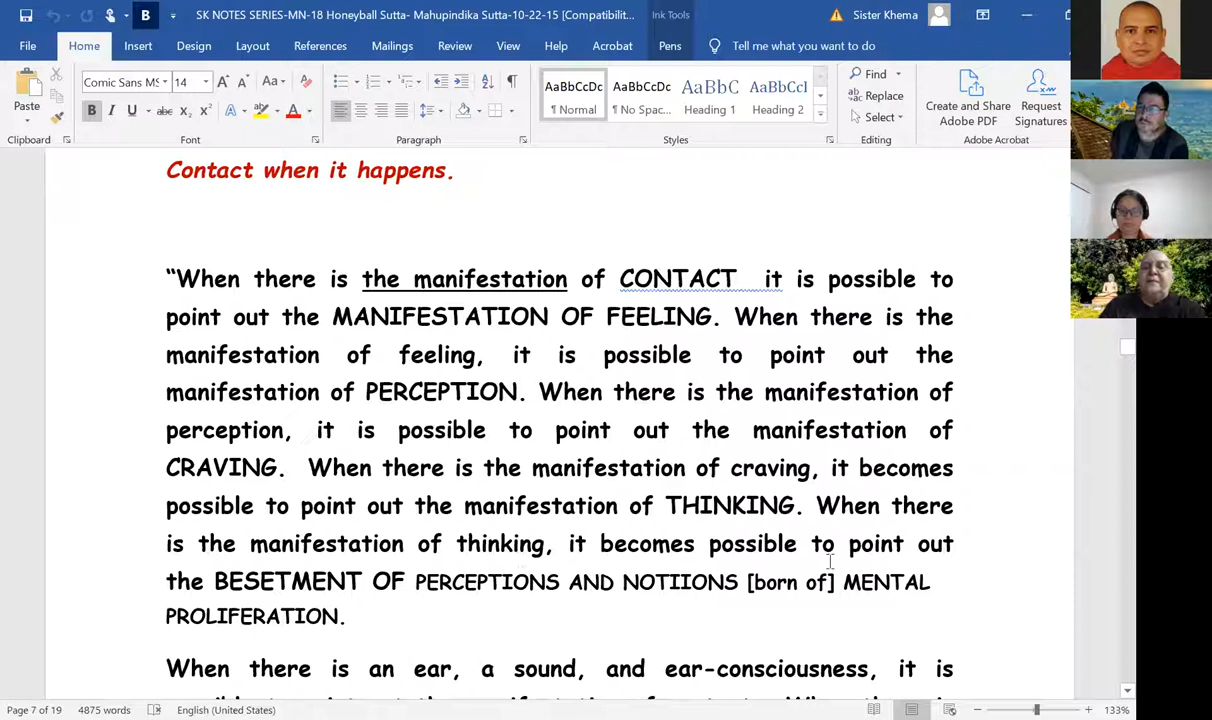 SK NOTES SERIES-MN-18 Honeyball Sutta- Mahupindika Sutta-10-22-15 [Compatibilit...
Ink Tools
Sister Khema
File Home Insert Design Layout References Mailings Review View Help Acrobat Pens Tell me what you want to do
Comic Sans MS 14
Paste
AaBbCcDc AaBbCcDc AaBbC AaBbCcI
¶ Normal ¶ No Spac... Heading 1 Heading 2
Find
Replace
Select
Create and Share Adobe PDF
Request Signatures
Clipboard Font Paragraph Styles Editing Adobe Acrobat
Contact when it happens.
“When there is the manifestation of CONTACT it is possible to
point out the MANIFESTATION OF FEELING. When there is the
manifestation of feeling, it is possible to point out the
manifestation of PERCEPTION. When there is the manifestation of
perception, it is possible to point out the manifestation of
CRAVING. When there is the manifestation of craving, it becomes
possible to point out the manifestation of THINKING. When there
is the manifestation of thinking, it becomes possible to point out
the BESETMENT OF PERCEPTIONS AND NOTIIONS [born of] MENTAL
PROLIFERATION.
When there is an ear, a sound, and ear-consciousness, it is
Page 7 of 19 4875 words English (United States) 133%